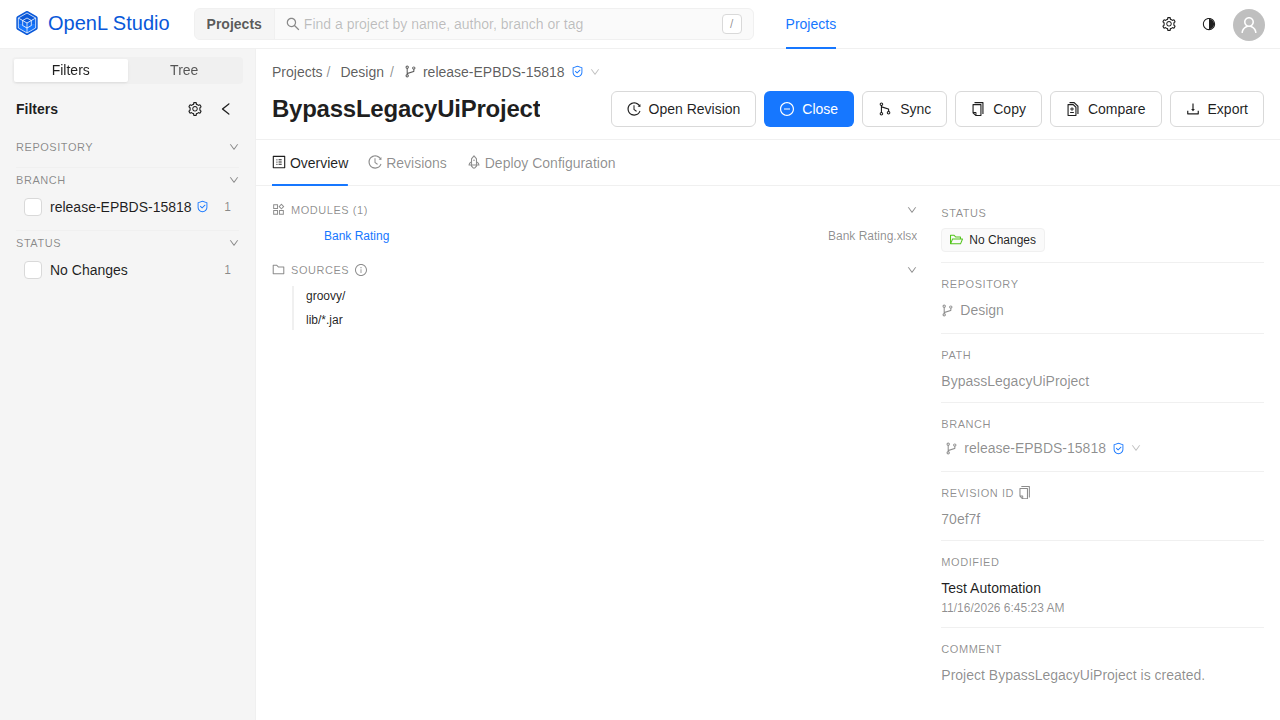 OpenL Studio
Projects
Find a project by name, author, branch or tag
/
Projects
Filters
Tree
Filters
REPOSITORY
BRANCH
release-EPBDS-15818
1
STATUS
No Changes
1
Projects / Design / release-EPBDS-15818
BypassLegacyUiProject
Open Revision
Close
Sync
Copy
Compare
Export
Overview
Revisions
Deploy Configuration
MODULES (1)
Bank Rating
Bank Rating.xlsx
SOURCES
groovy/
lib/*.jar
STATUS
No Changes
REPOSITORY
Design
PATH
BypassLegacyUiProject
BRANCH
release-EPBDS-15818
REVISION ID
70ef7f
MODIFIED
Test Automation
11/16/2026 6:45:23 AM
COMMENT
Project BypassLegacyUiProject is created.